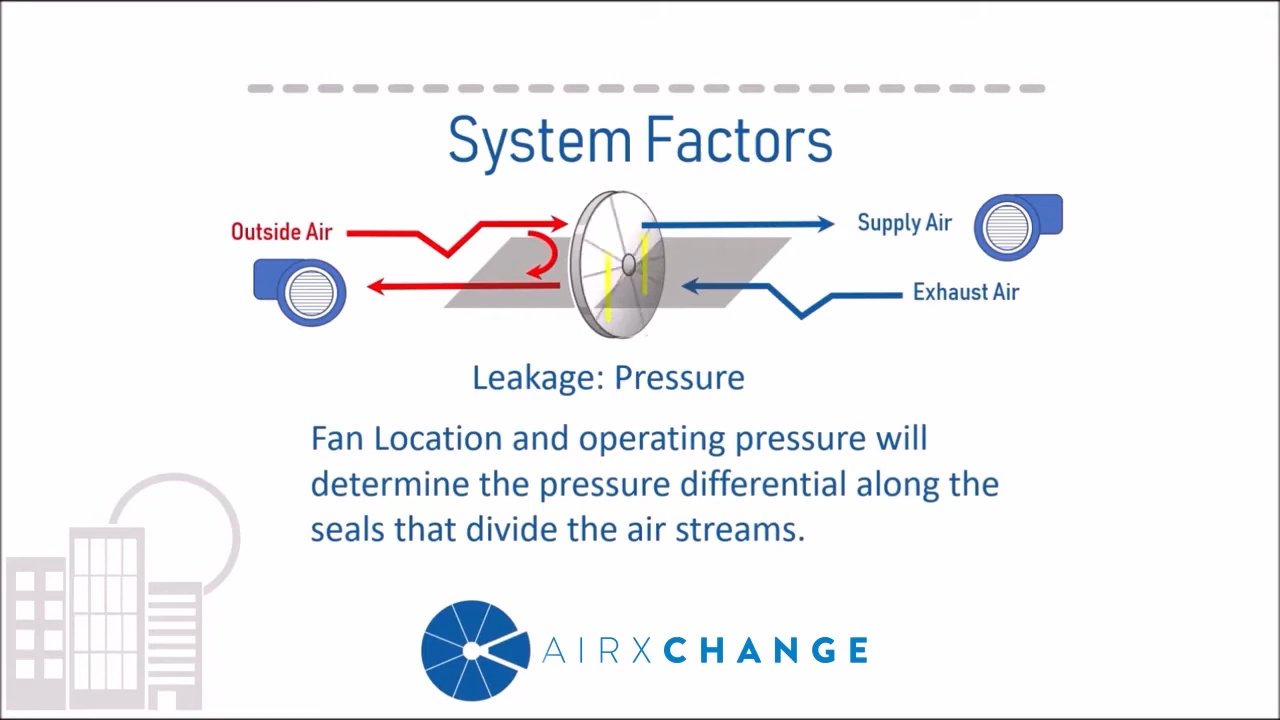 System Factors
Outside Air
Supply Air
Exhaust Air
Leakage: Pressure
Fan Location and operating pressure will
determine the pressure differential along the
seals that divide the air streams.
AIRXCHANGE